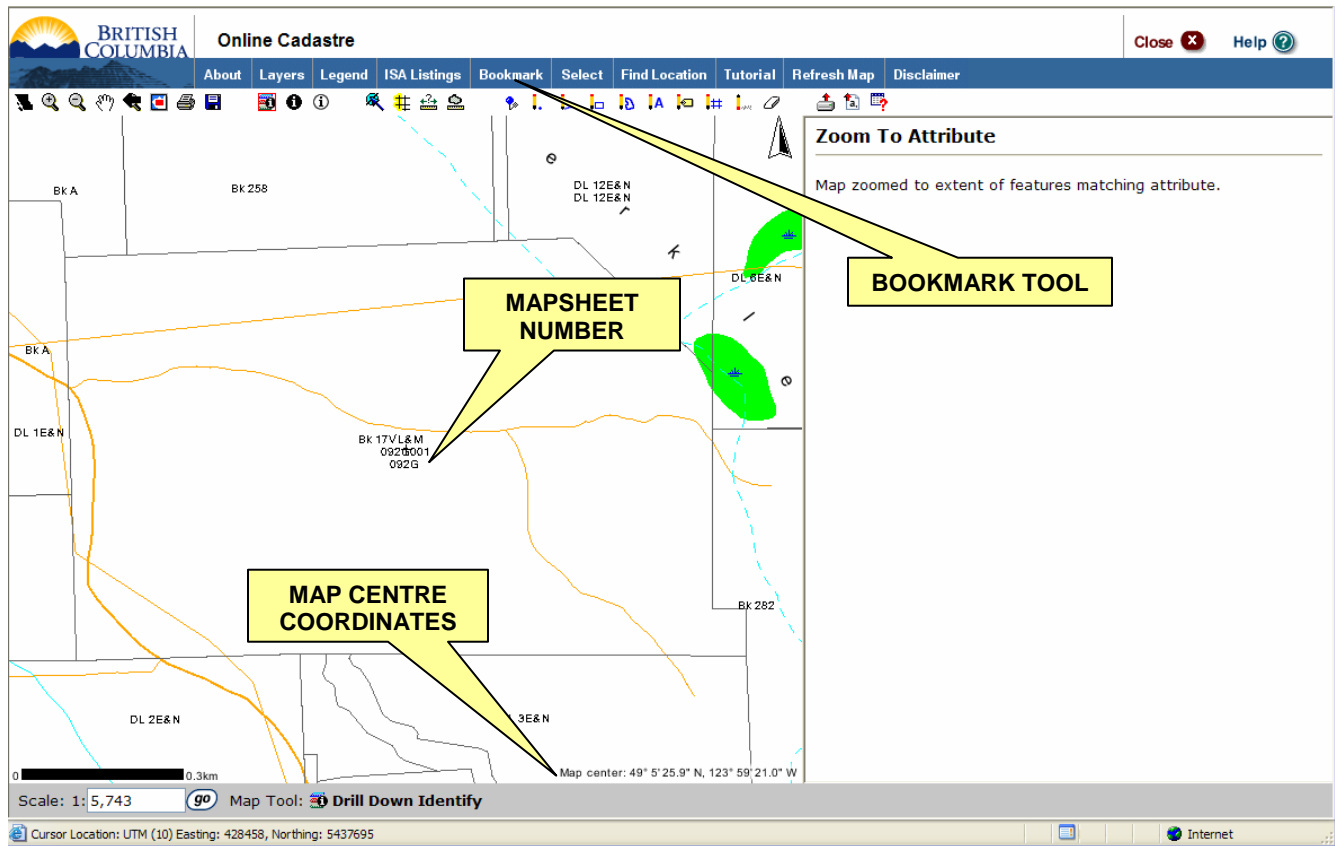 BRITISH
COLUMBIA
Online Cadastre
Close
Help
About Layers Legend ISA Listings Bookmark Select Find Location Tutorial Refresh Map Disclaimer
Zoom To Attribute
Map zoomed to extent of features matching attribute.
BOOKMARK TOOL
MAPSHEET
NUMBER
MAP CENTRE
COORDINATES
Bk A
Bk 258
DL 12E&N
DL 12E&N
DL 6E&N
Bk A
DL 1E&N
Bk 17VL&M
092G001
092G
Bk 282
DL 2E&N
3E&N
0
0.3km
Map center: 49° 5'25.9" N, 123° 59'21.0" W
Scale: 1: 5,743
go
Map Tool: Drill Down Identify
Cursor Location: UTM (10) Easting: 428458, Northing: 5437695
Internet